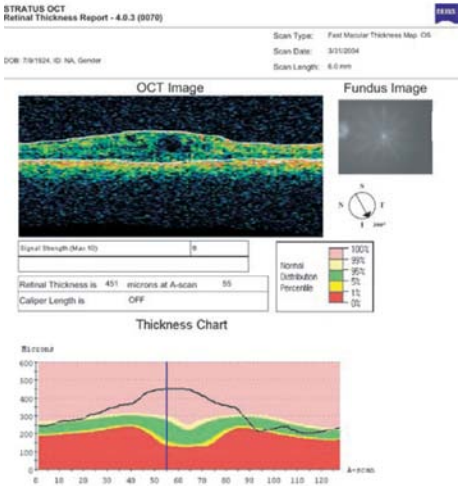 STRATUS OCT
Retinal Thickness Report - 4.0.3 (0079)
ZEISS
Scan Type: Fast Macular Thickness Map OS
Scan Date: 3/31/2004
Scan Length: 6.0 mm
DOB: 7/9/1924, ID: NA, Gender
OCT Image
Fundus Image
S
N T
I
Signal Strength (Max 10) 8
Retinal Thickness is 451 microns at A-scan 55
Caliper Length is OFF
Normal
Distribution
Percentile
100%
99%
95%
5%
1%
0%
Thickness Chart
Microns
600
500
400
300
200
100
0
0 10 20 30 40 50 60 70 80 90 100 110 120
A-scan